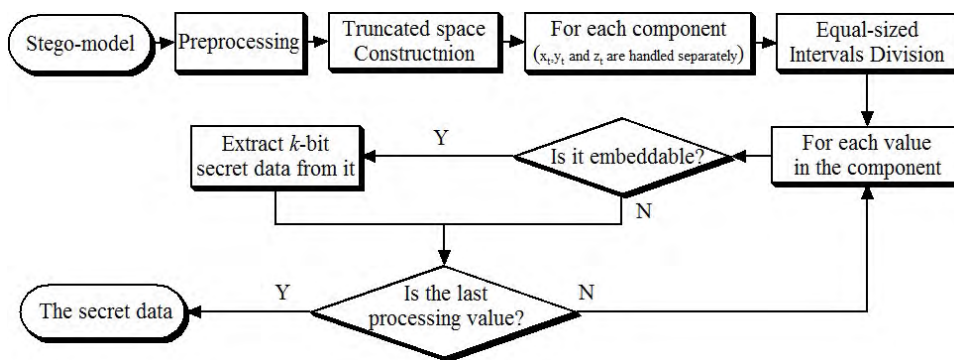 Stego-model
Preprocessing
Truncated space
Constructnion
For each component
(xₜ,yₜ and zₜ are handled separately)
Equal-sized
Intervals Division
For each value
in the component
Is it embeddable?
Y
N
Extract k-bit
secret data from it
Is the last
processing value?
Y
N
The secret data